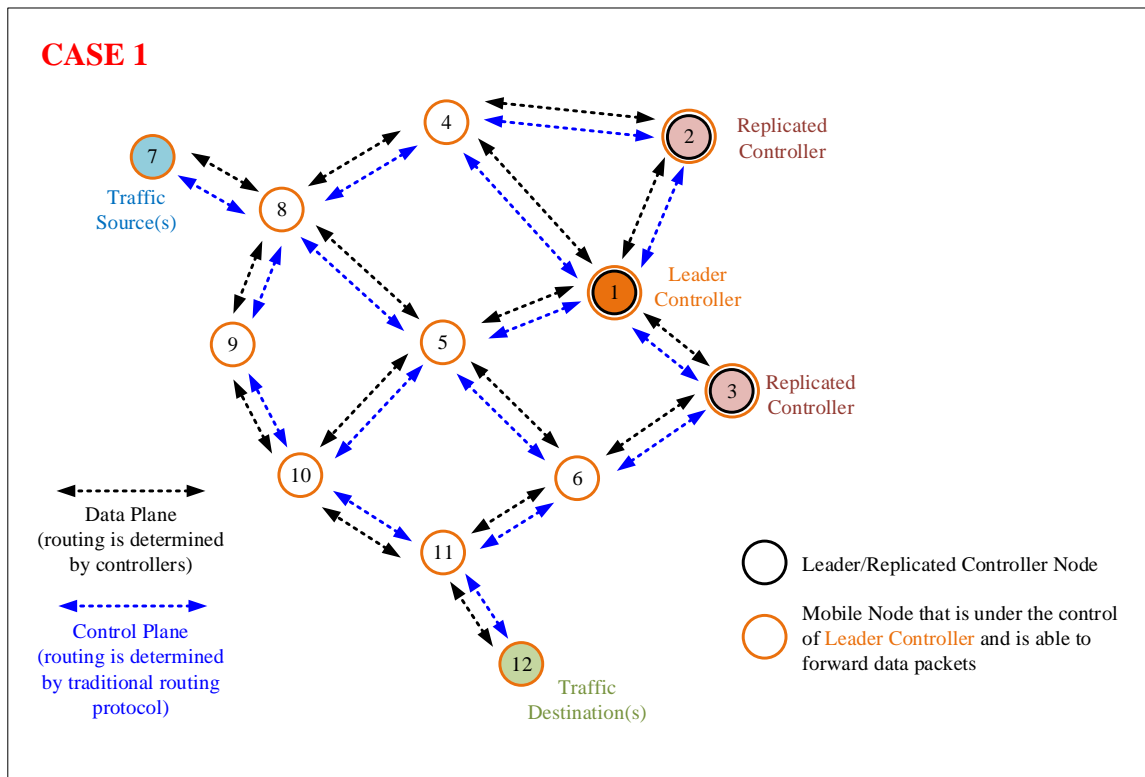 CASE 1
4
2
Replicated
Controller
7
Traffic
Source(s)
8
Leader
Controller
1
5
9
3
Replicated
Controller
10
6
Data Plane
(routing is determined
by controllers)
11
Leader/Replicated Controller Node
Control Plane
(routing is determined
by traditional routing
protocol)
Mobile Node that is under the control
of Leader Controller and is able to
forward data packets
12
Traffic
Destination(s)